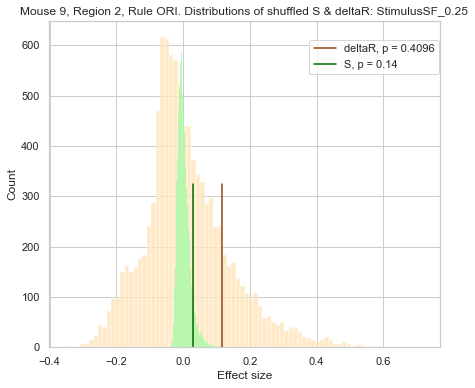 Mouse 9, Region 2, Rule ORI. Distributions of shuffled S & deltaR: StimulusSF_0.25
deltaR, p = 0.4096
S, p = 0.14
600
500
400
300
200
100
0
Count
−0.4 −0.2 0.0 0.2 0.4 0.6
Effect size